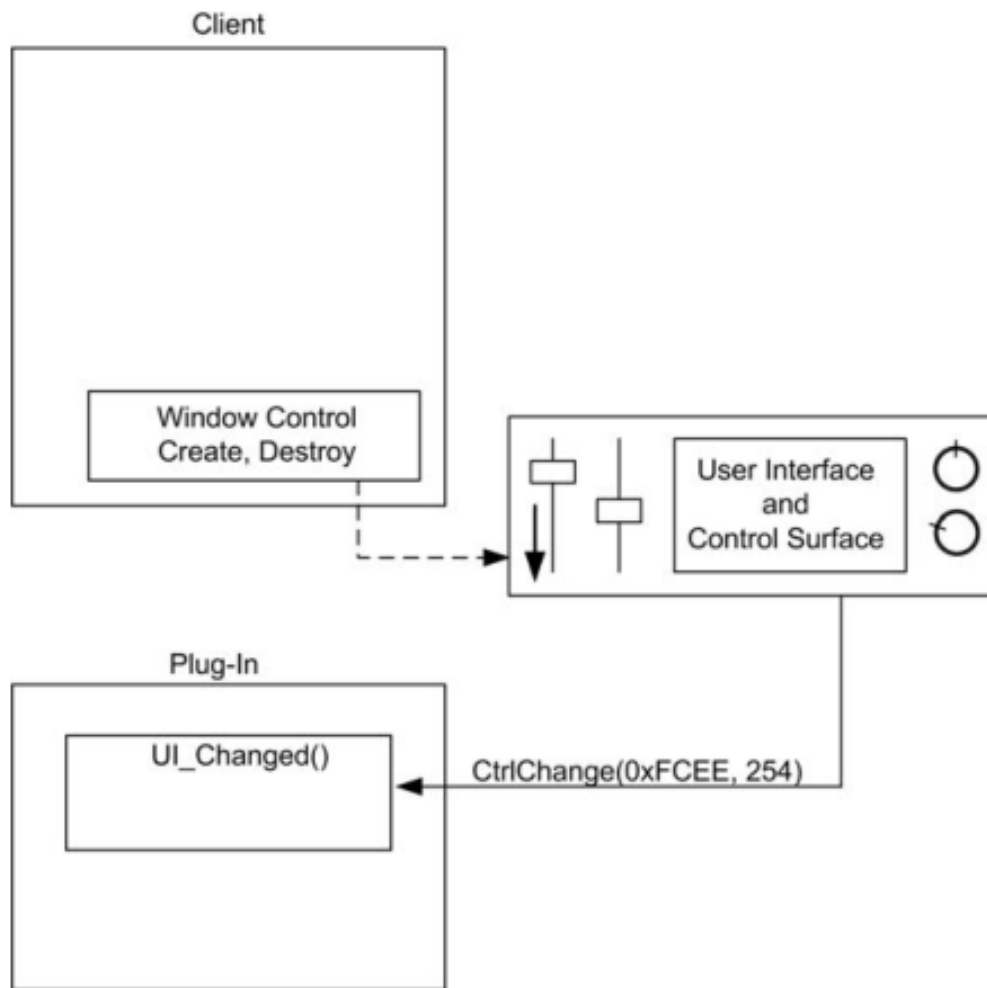 Client
Window Control
Create, Destroy
User Interface
and
Control Surface
Plug-In
UI_Changed()
CtrlChange(0xFCEE, 254)